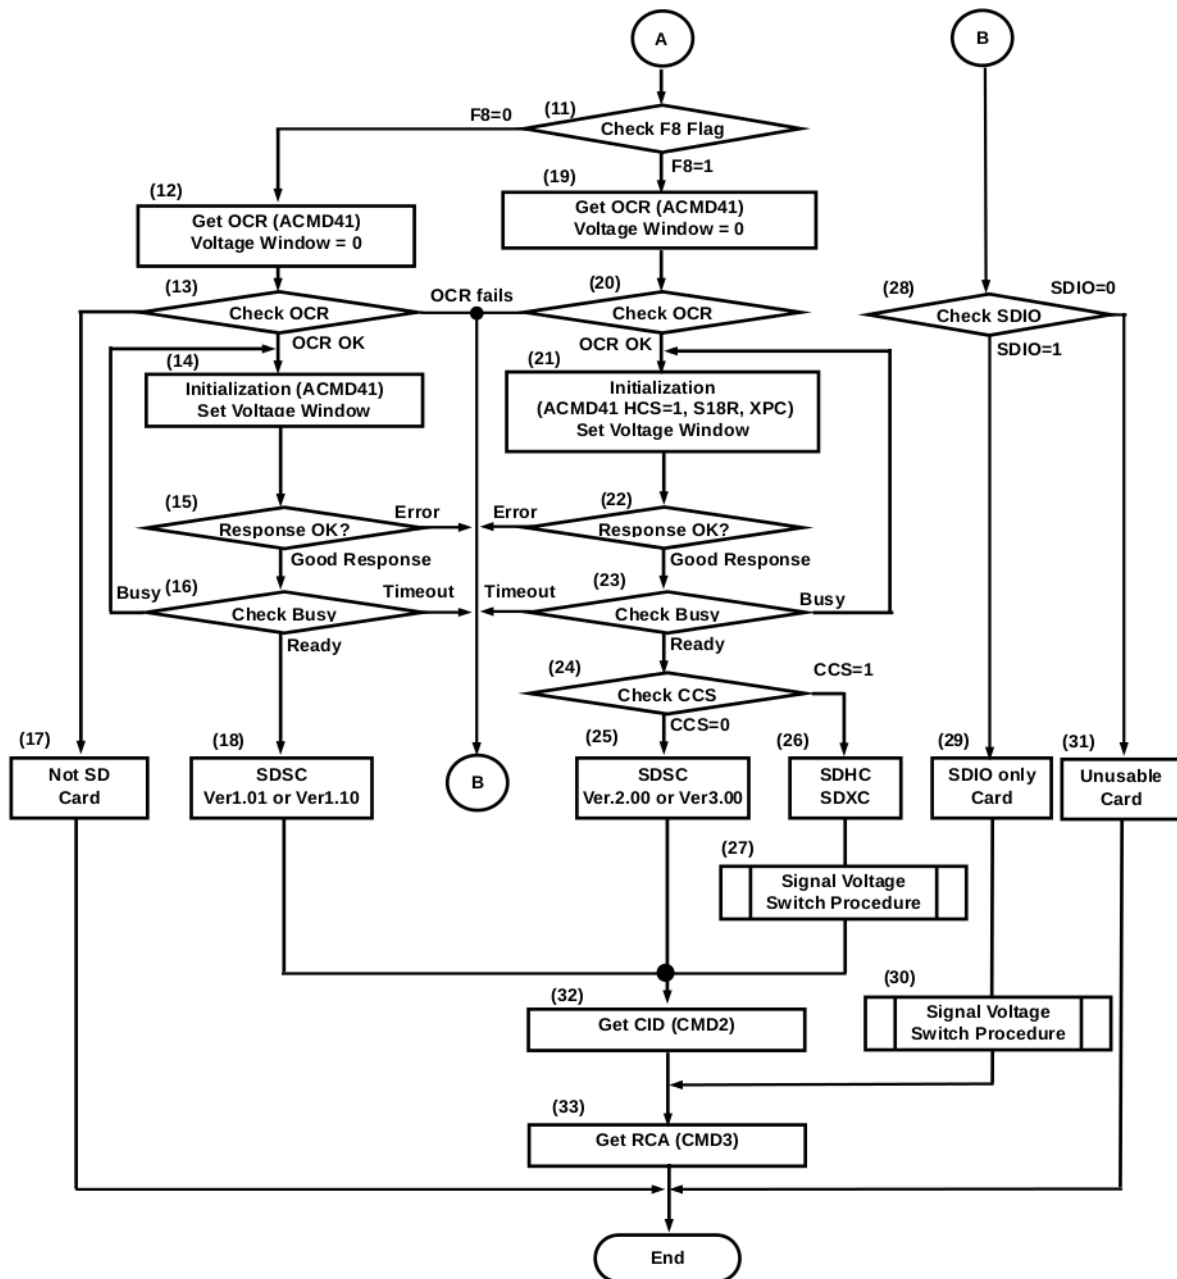 A
B
(11)
F8=0
Check F8 Flag
F8=1
(12)
Get OCR (ACMD41)
Voltage Window = 0
(19)
Get OCR (ACMD41)
Voltage Window = 0
(13)
Check OCR
OCR fails
(20)
Check OCR
(28)
Check SDIO
SDIO=0
SDIO=1
OCR OK
OCR OK
(14)
Initialization (ACMD41)
Set Voltage Window
(21)
Initialization
(ACMD41 HCS=1, S18R, XPC)
Set Voltage Window
(15)
Response OK?
Error
Error
(22)
Response OK?
Good Response
Good Response
Busy
(16)
Check Busy
Timeout
Timeout
(23)
Check Busy
Busy
Ready
Ready
(24)
Check CCS
CCS=1
CCS=0
(17)
Not SD
Card
(18)
SDSC
Ver1.01 or Ver1.10
B
(25)
SDSC
Ver.2.00 or Ver3.00
(26)
SDHC
SDXC
(29)
SDIO only
Card
(31)
Unusable
Card
(27)
Signal Voltage
Switch Procedure
(30)
Signal Voltage
Switch Procedure
(32)
Get CID (CMD2)
(33)
Get RCA (CMD3)
End